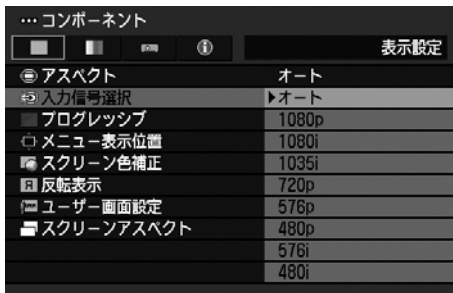 … コンポーネント
表示設定
アスペクト オート
入力信号選択 ▶オート
プログレッシブ 1080p
メニュー表示位置 1080i
スクリーン色補正 1035i
反転表示 720p
ユーザー画面設定 576p
スクリーンアスペクト 480p
576i
480i